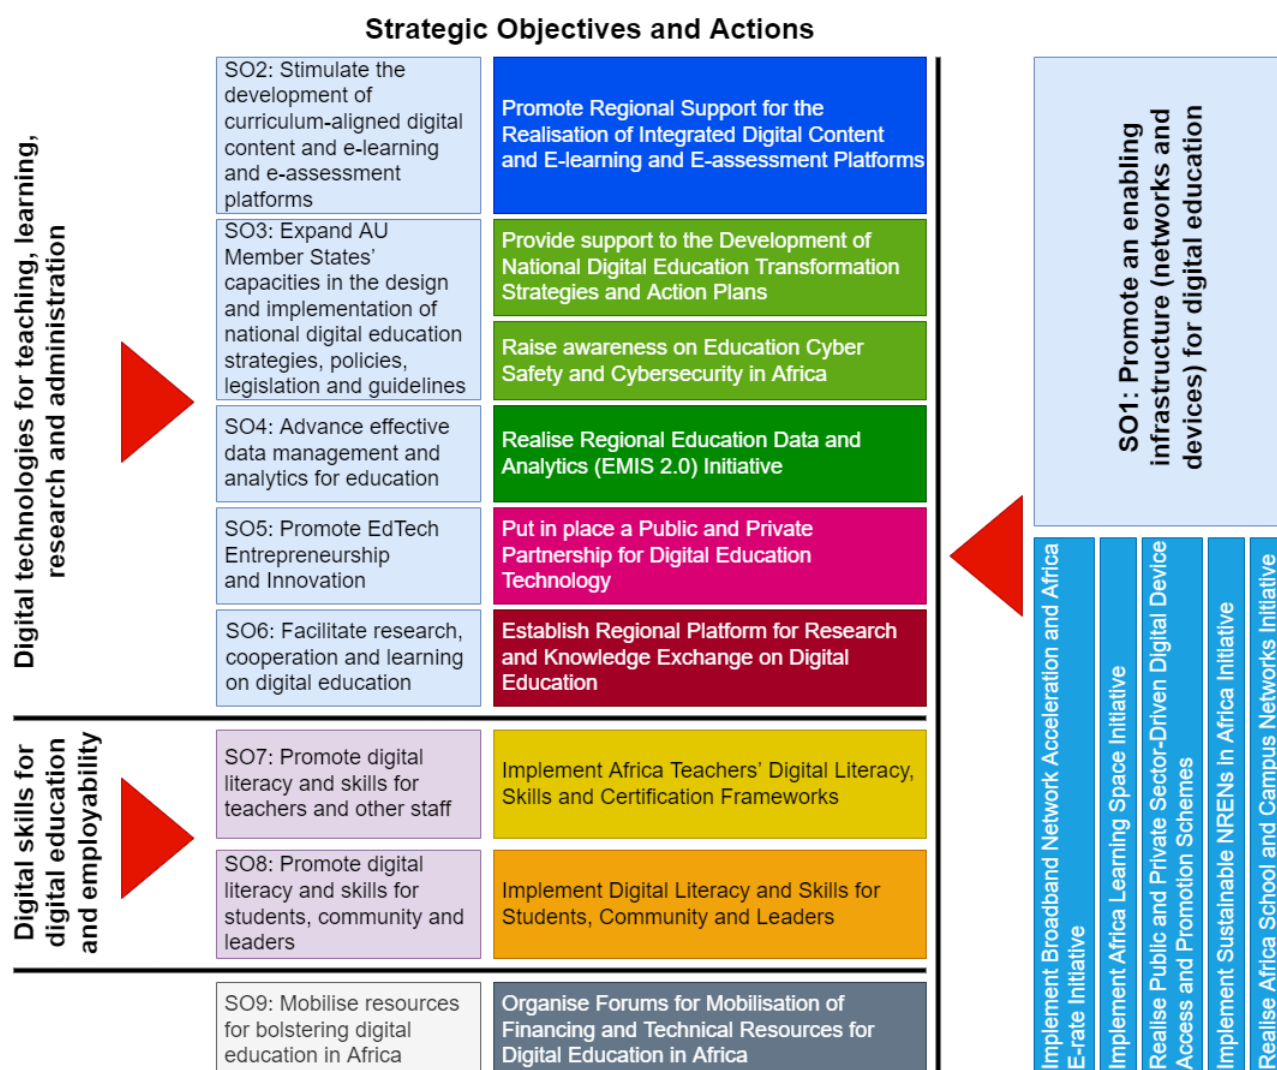 Strategic Objectives and Actions
Digital technologies for teaching, learning,
research and administration
SO2: Stimulate the
development of
curriculum-aligned digital
content and e-learning
and e-assessment
platforms
Promote Regional Support for the
Realisation of Integrated Digital Content
and E-learning and E-assessment Platforms
SO3: Expand AU
Member States’
capacities in the design
and implementation of
national digital education
strategies, policies,
legislation and guidelines
Provide support to the Development of
National Digital Education Transformation
Strategies and Action Plans
Raise awareness on Education Cyber
Safety and Cybersecurity in Africa
SO4: Advance effective
data management and
analytics for education
Realise Regional Education Data and
Analytics (EMIS 2.0) Initiative
SO5: Promote EdTech
Entrepreneurship
and Innovation
Put in place a Public and Private
Partnership for Digital Education
Technology
SO6: Facilitate research,
cooperation and learning
on digital education
Establish Regional Platform for Research
and Knowledge Exchange on Digital
Education
Digital skills for
digital education
and employability
SO7: Promote digital
literacy and skills for
teachers and other staff
Implement Africa Teachers’ Digital Literacy,
Skills and Certification Frameworks
SO8: Promote digital
literacy and skills for
students, community and
leaders
Implement Digital Literacy and Skills for
Students, Community and Leaders
SO9: Mobilise resources
for bolstering digital
education in Africa
Organise Forums for Mobilisation of
Financing and Technical Resources for
Digital Education in Africa
SO1: Promote an enabling
infrastructure (networks and
devices) for digital education
Implement Broadband Network Acceleration and Africa
E-rate Initiative
Implement Africa Learning Space Initiative
Realise Public and Private Sector-Driven Digital Device
Access and Promotion Schemes
Implement Sustainable NRENs in Africa Initiative
Realise Africa School and Campus Networks Initiative